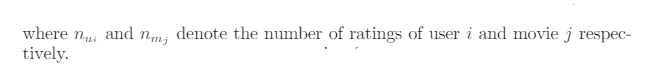 where n_{u_i} and n_{m_j} denote the number of ratings of user i and movie j respec-
tively.